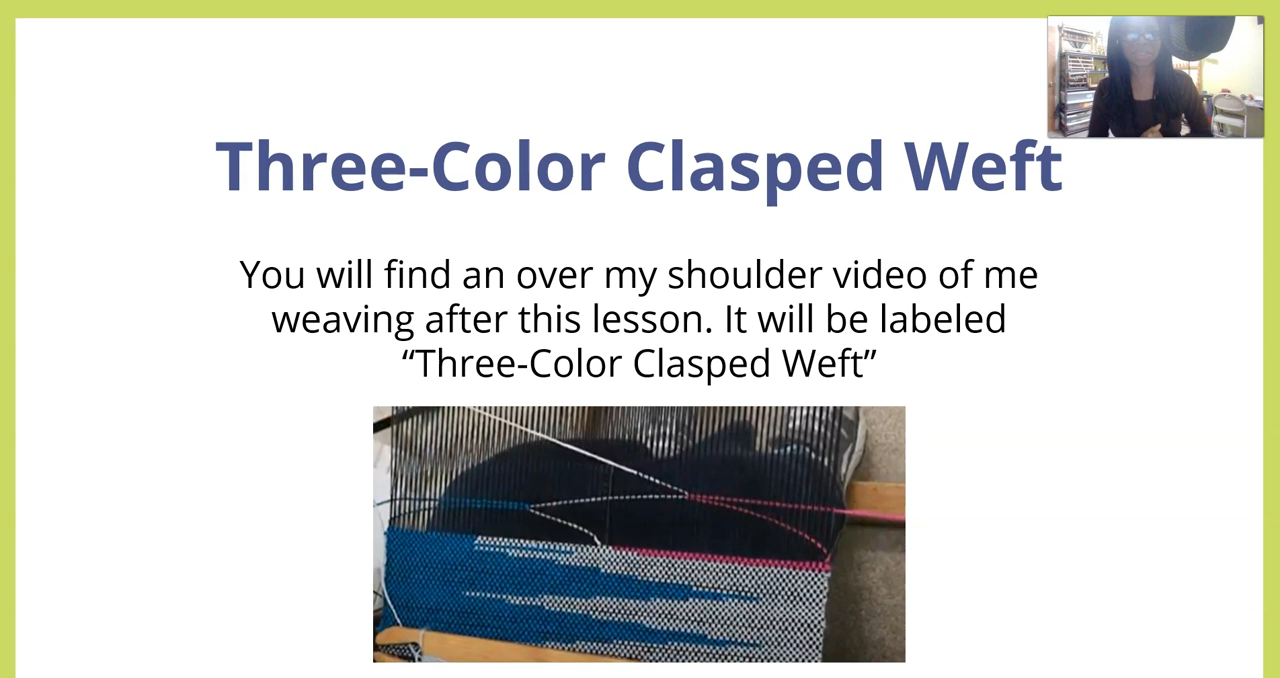 Three-Color Clasped Weft
You will find an over my shoulder video of me
weaving after this lesson. It will be labeled
“Three-Color Clasped Weft”